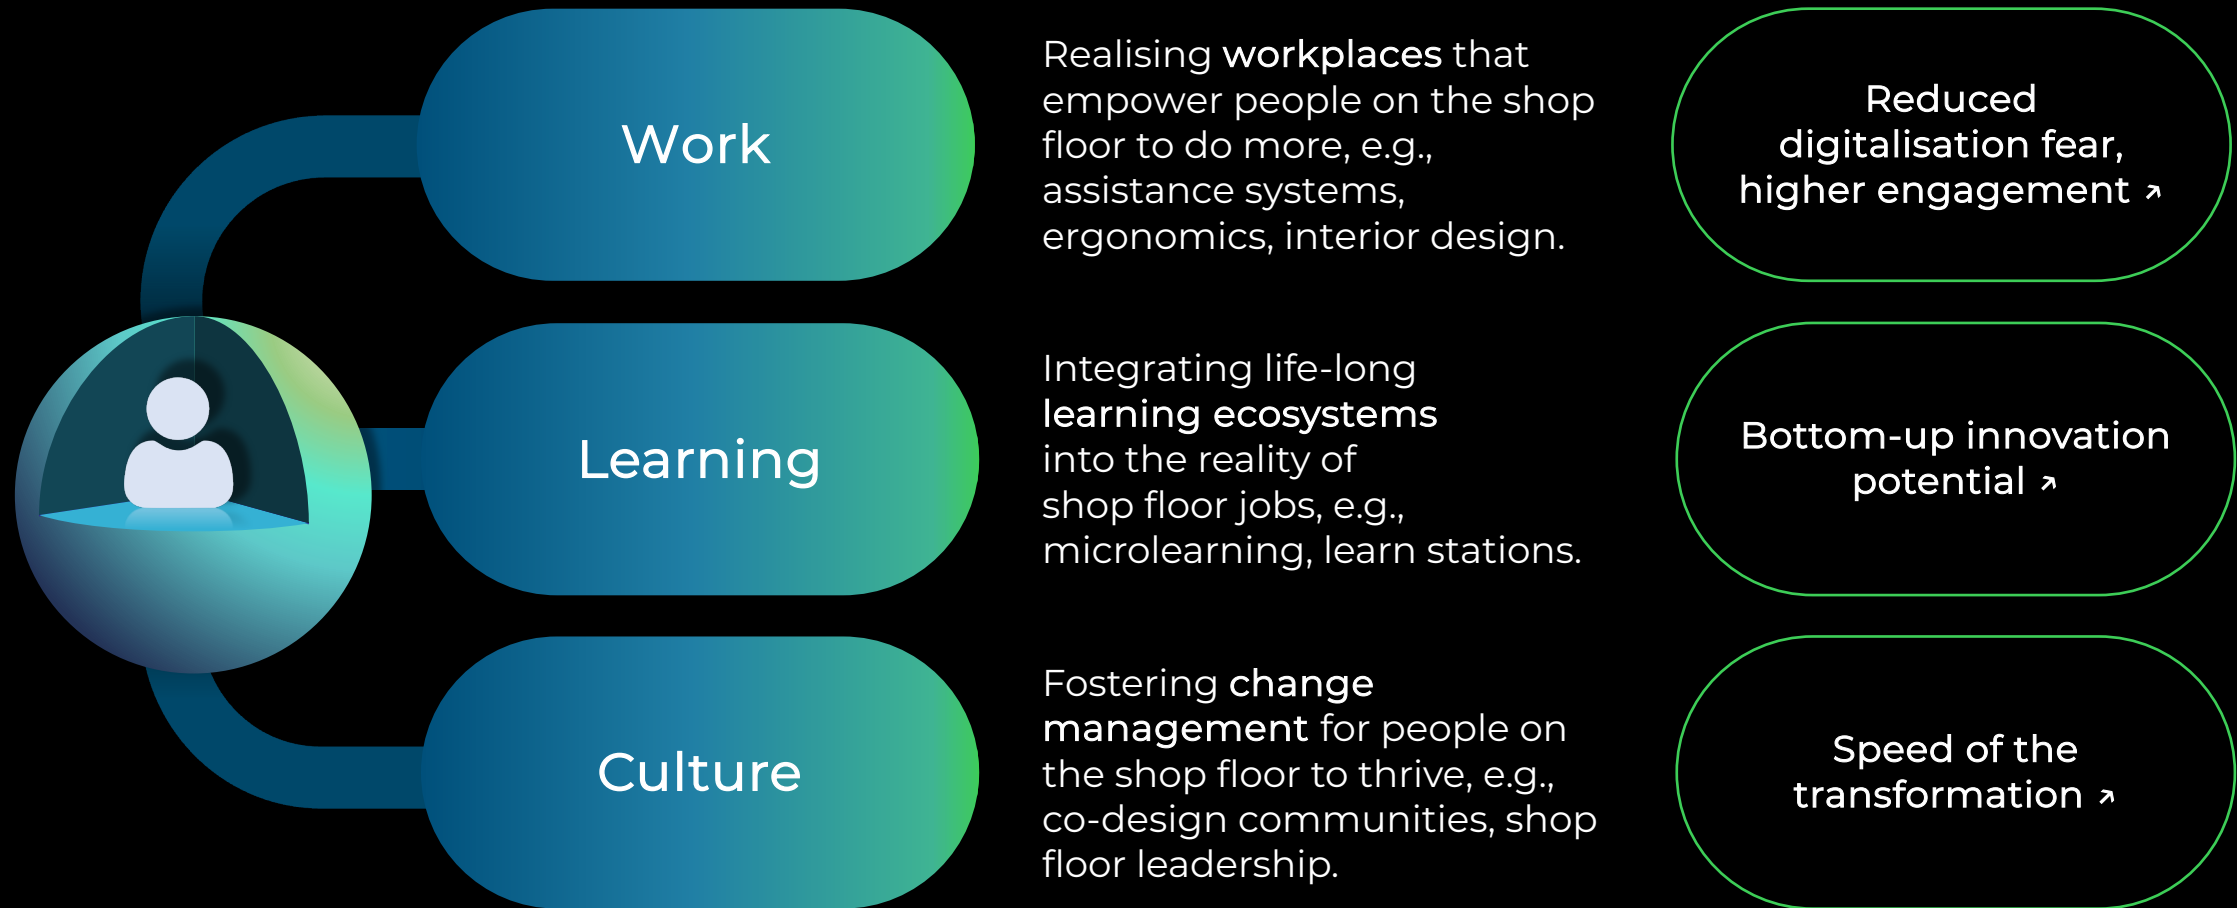 Work
Realising workplaces that
empower people on the shop
floor to do more, e.g.,
assistance systems,
ergonomics, interior design.
Reduced
digitalisation fear,
higher engagement ↗
Learning
Integrating life-long
learning ecosystems
into the reality of
shop floor jobs, e.g.,
microlearning, learn stations.
Bottom-up innovation
potential ↗
Culture
Fostering change
management for people on
the shop floor to thrive, e.g.,
co-design communities, shop
floor leadership.
Speed of the
transformation ↗